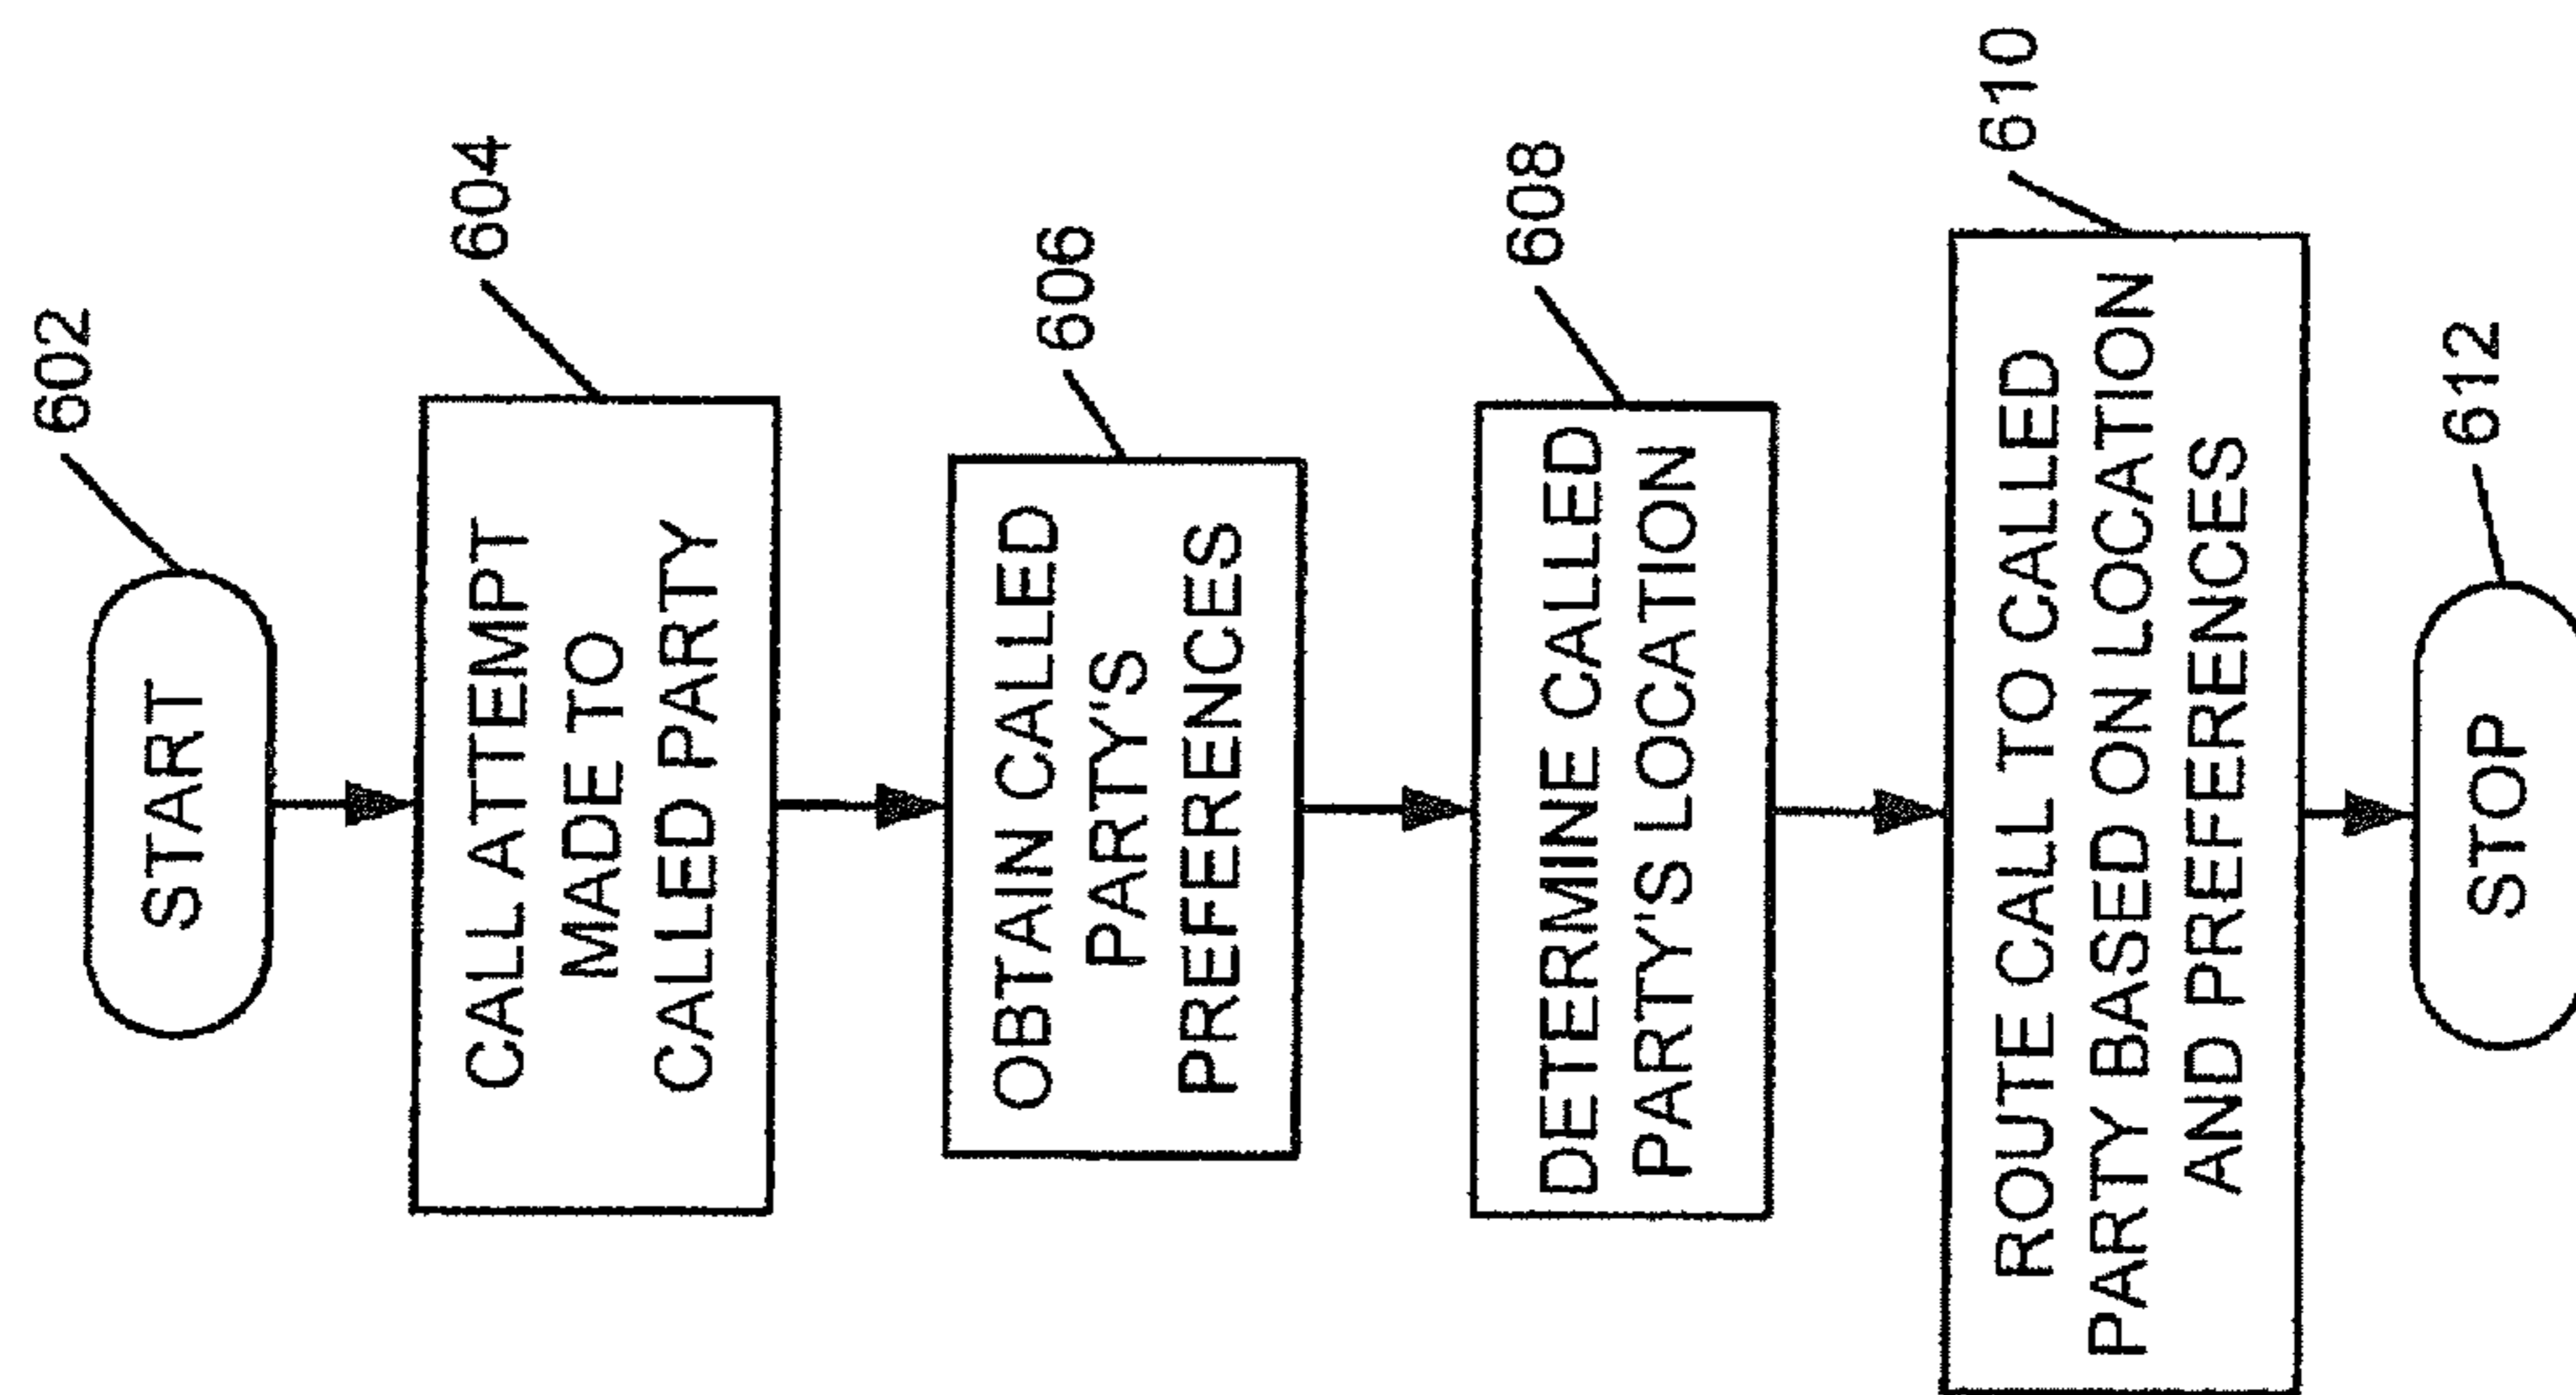 602
START
604
CALL ATTEMPT
MADE TO
CALLED PARTY
606
OBTAIN CALLED
PARTY'S
PREFERENCES
608
DETERMINE CALLED
PARTY'S LOCATION
610
ROUTE CALL TO CALLED
PARTY BASED ON LOCATION
AND PREFERENCES
612
STOP